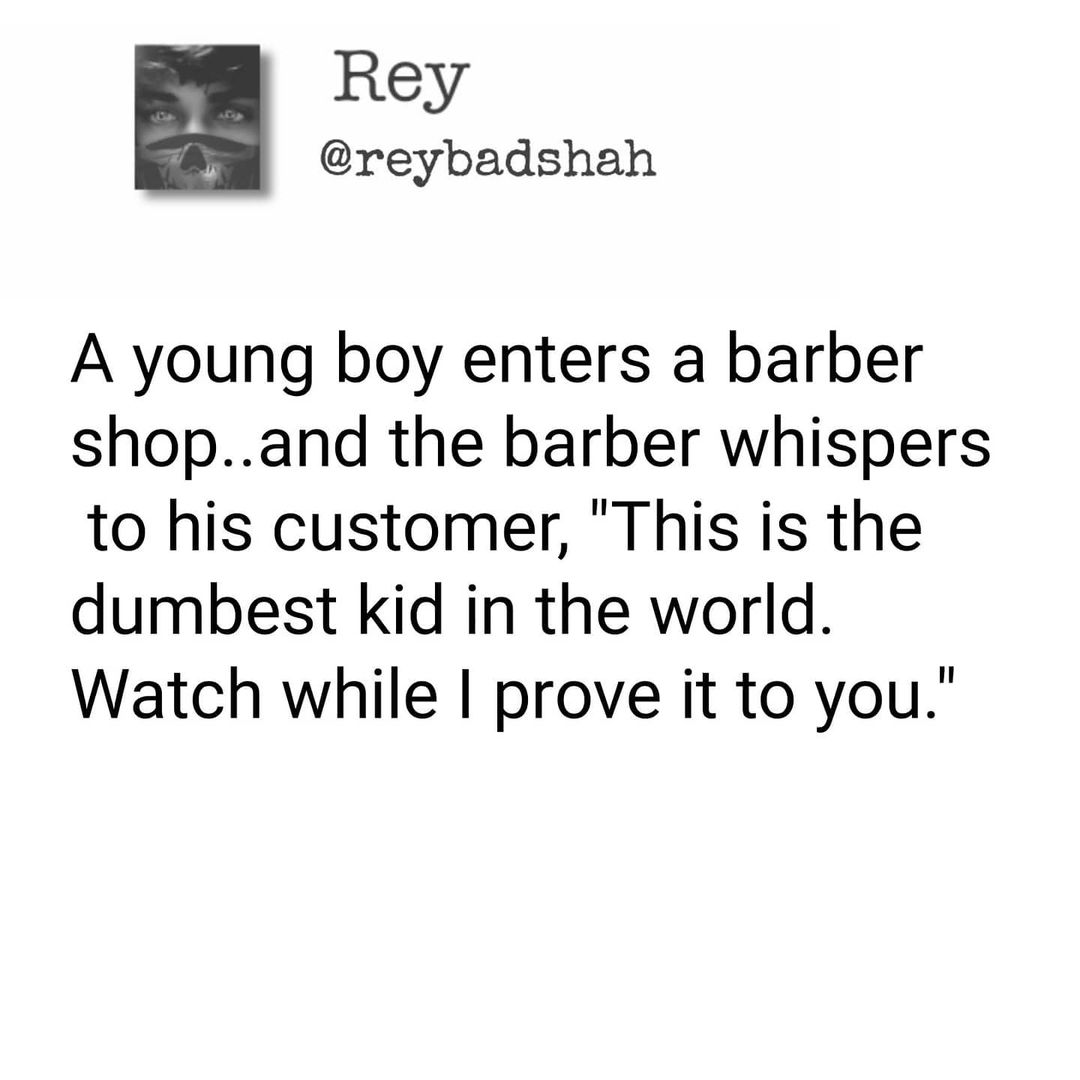 Rey
@reybadshah
A young boy enters a barber
shop..and the barber whispers
to his customer, "This is the
dumbest kid in the world.
Watch while I prove it to you."